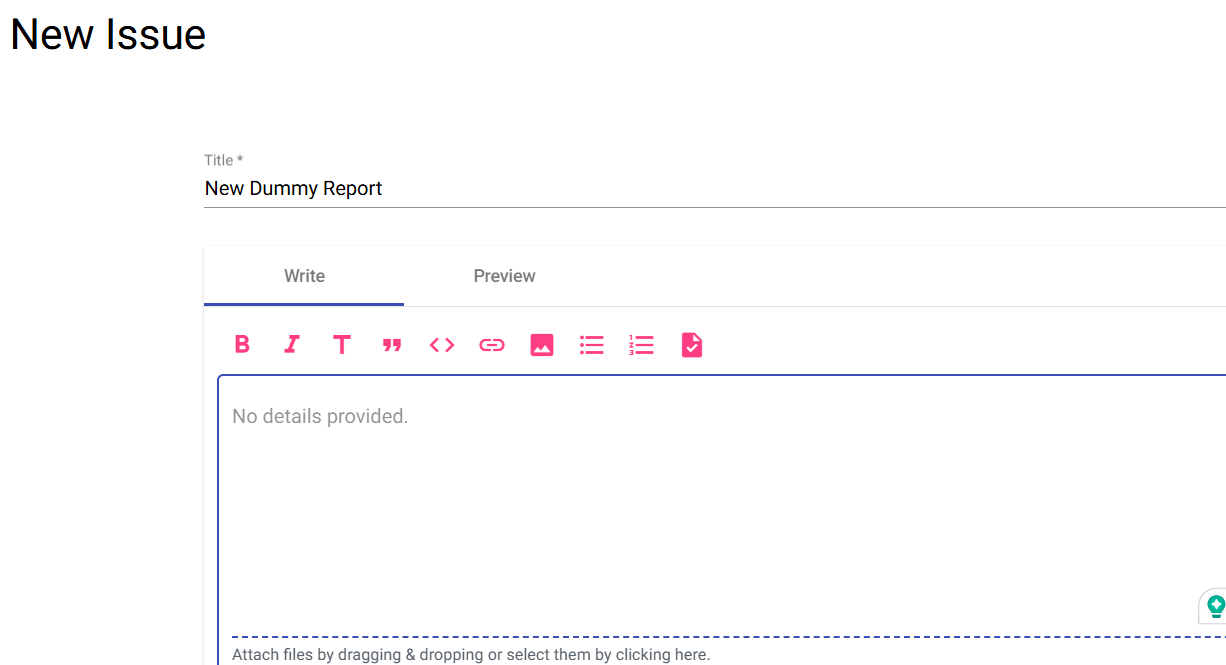 New Issue
Title *
New Dummy Report
Write Preview
No details provided.
Attach files by dragging & dropping or select them by clicking here.